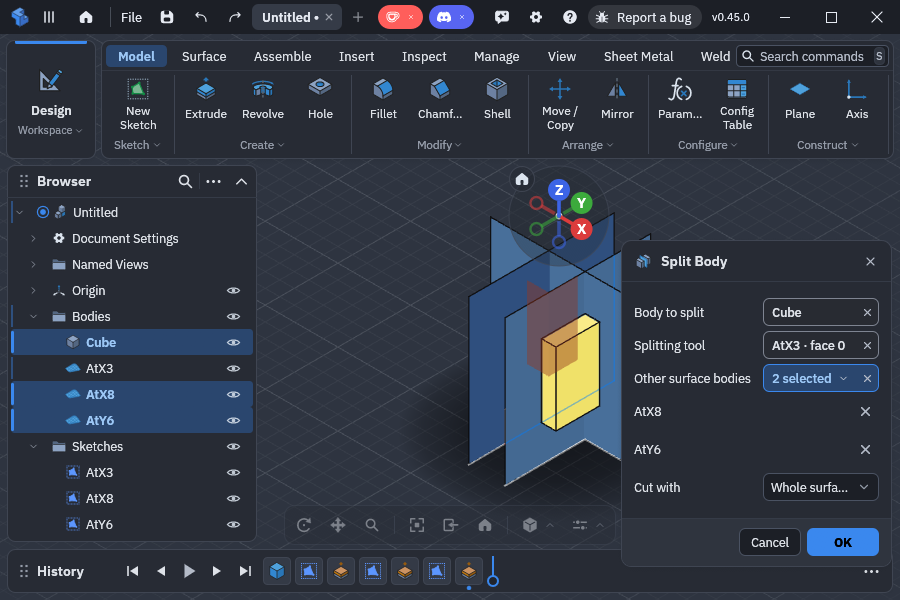 File
Untitled •
Report a bug
v0.45.0
Design
Workspace
Model
Surface
Assemble
Insert
Inspect
Manage
View
Sheet Metal
Weld
Search commands
S
New Sketch
Extrude
Revolve
Hole
Fillet
Chamf...
Shell
Move / Copy
Mirror
Param...
Config Table
Plane
Axis
Sketch
Create
Modify
Arrange
Configure
Construct
Browser
Untitled
Document Settings
Named Views
Origin
Bodies
Cube
AtX3
AtX8
AtY6
Sketches
AtX3
AtX8
AtY6
Z
Y
X
Split Body
Body to split
Cube
Splitting tool
AtX3 · face 0
Other surface bodies
2 selected
AtX8
AtY6
Cut with
Whole surfa...
Cancel
OK
History